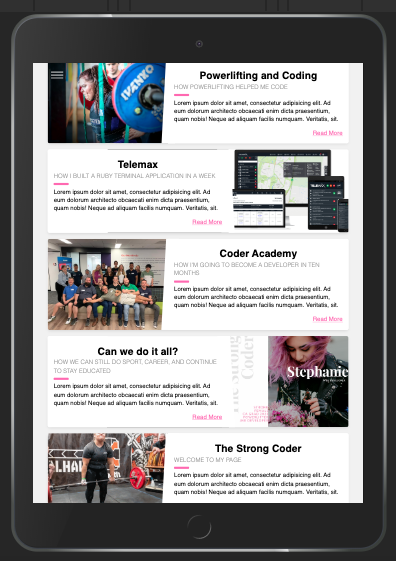 Powerlifting and Coding
HOW POWERLIFTING HELPED ME CODE
Lorem ipsum dolor sit amet, consectetur adipisicing elit. Ad
eum dolorum architecto obcaecati enim dicta praesentium,
quam nobis! Neque ad aliquam facilis numquam. Veritatis, sit.
Read More
Telemax
HOW I BUILT A RUBY TERMINAL APPLICATION IN A WEEK
Lorem ipsum dolor sit amet, consectetur adipisicing elit. Ad
eum dolorum architecto obcaecati enim dicta praesentium,
quam nobis! Neque ad aliquam facilis numquam. Veritatis, sit.
Read More
Coder Academy
HOW I'M GOING TO BECOME A DEVELOPER IN TEN
MONTHS
Lorem ipsum dolor sit amet, consectetur adipisicing elit. Ad
eum dolorum architecto obcaecati enim dicta praesentium,
quam nobis! Neque ad aliquam facilis numquam. Veritatis, sit.
Read More
Can we do it all?
HOW WE CAN STILL DO SPORT, CAREER, AND CONTINUE
TO STAY EDUCATED
Lorem ipsum dolor sit amet, consectetur adipisicing elit. Ad
eum dolorum architecto obcaecati enim dicta praesentium,
quam nobis! Neque ad aliquam facilis numquam. Veritatis, sit.
Read More
The Strong
Coder
Stephanie
The Strong Coder
WELCOME TO MY PAGE
Lorem ipsum dolor sit amet, consectetur adipisicing elit. Ad
eum dolorum architecto obcaecati enim dicta praesentium,
quam nobis! Neque ad aliquam facilis numquam. Veritatis, sit.